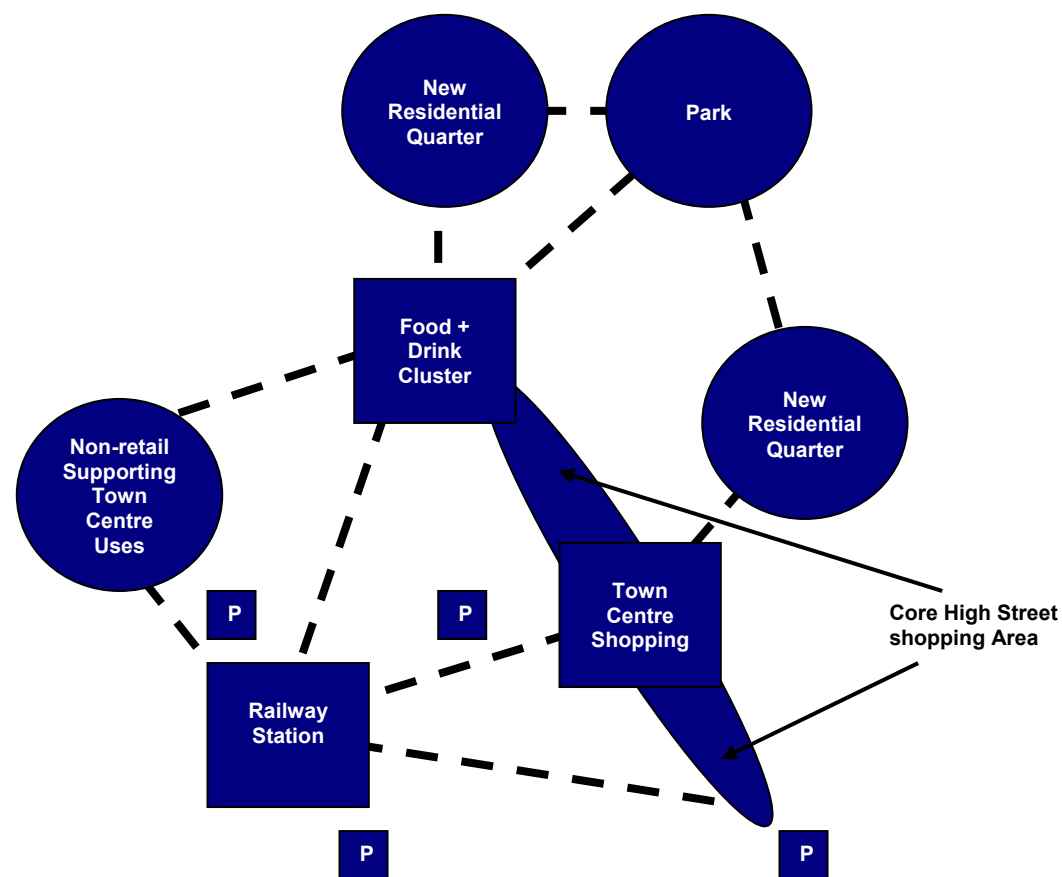 New
Residential
Quarter
Park
Food +
Drink
Cluster
New
Residential
Quarter
Non-retail
Supporting
Town
Centre
Uses
P
P
Town
Centre
Shopping
Core High Street
shopping Area
Railway
Station
P
P